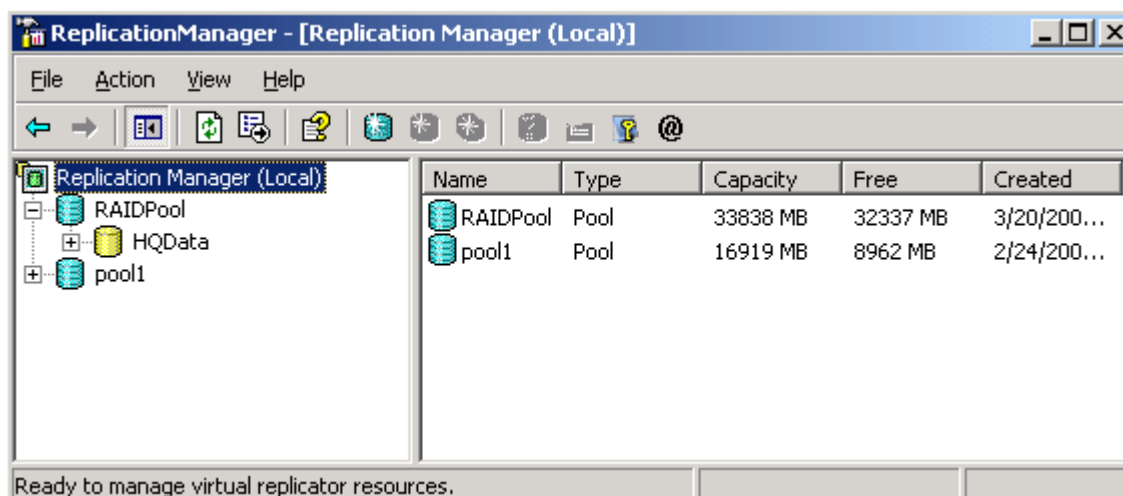 ReplicationManager - [Replication Manager (Local)]
File Action View Help
@
Replication Manager (Local)
RAIDPool
HQData
pool1
Name Type Capacity Free Created
RAIDPool Pool 33838 MB 32337 MB 3/20/200...
pool1 Pool 16919 MB 8962 MB 2/24/200...
Ready to manage virtual replicator resources.